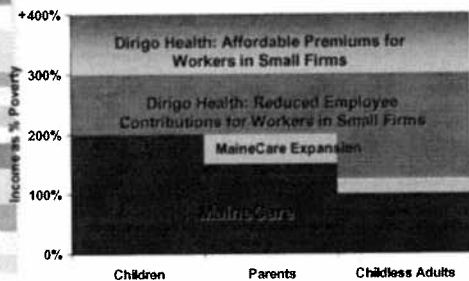 +400%
Dirigo Health: Affordable Premiums for
Workers in Small Firms
300%
Dirigo Health: Reduced Employee
Contributions for Workers in Small Firms
200%
MaineCare Expansion
100%
MaineCare
0%
Income as % Poverty
Children
Parents
Childless Adults